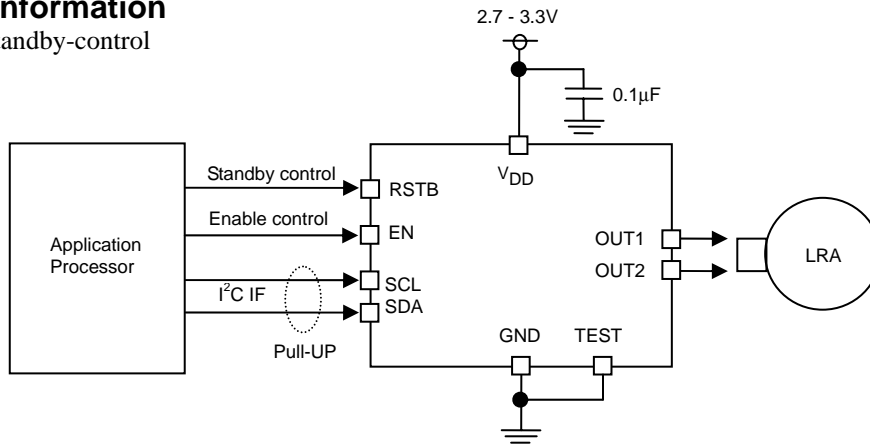 nformation
andby-control
2.7 - 3.3V
0.1μF
VDD
Standby control
RSTB
Enable control
EN
OUT1
Application
Processor
LRA
OUT2
SCL
I²C IF
SDA
GND TEST
Pull-UP